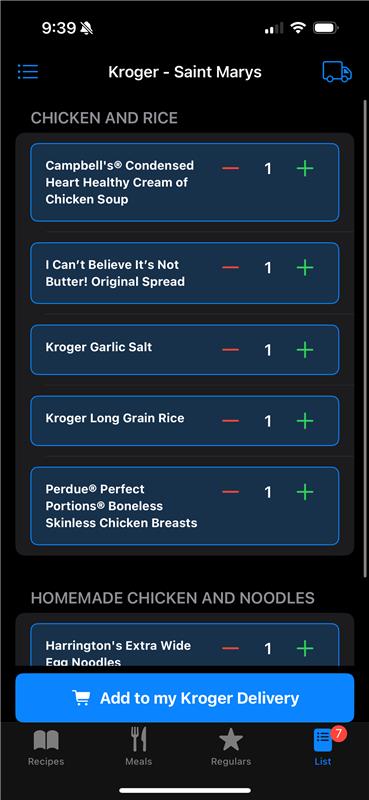 9:39
Kroger - Saint Marys
CHICKEN AND RICE
Campbell's® Condensed
Heart Healthy Cream of
Chicken Soup
1
I Can’t Believe It’s Not
Butter! Original Spread
1
Kroger Garlic Salt
1
Kroger Long Grain Rice
1
Perdue® Perfect
Portions® Boneless
Skinless Chicken Breasts
1
HOMEMADE CHICKEN AND NOODLES
Harrington's Extra Wide
Egg Noodles
1
Add to my Kroger Delivery
Recipes
Meals
Regulars
List
7